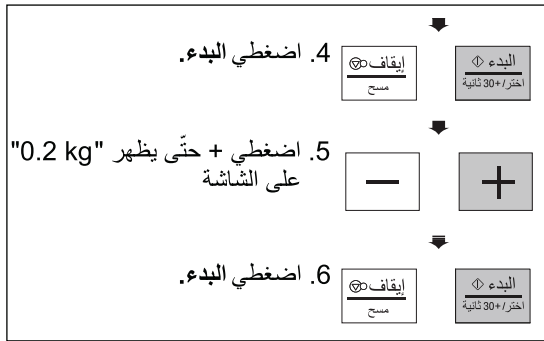 4. اضغطي البدء.
البدء
اختر/+30 ثانية
إيقاف
مسح
5. اضغطي + حتّى يظهر "0.2 kg"
على الشاشة
+
−
6. اضغطي البدء.
البدء
اختر/+30 ثانية
إيقاف
مسح